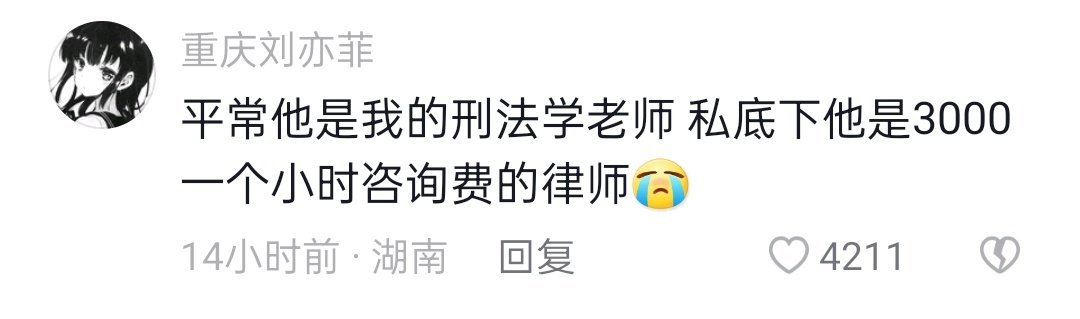 重庆刘亦菲
平常他是我的刑法学老师 私底下他是3000
一个小时咨询费的律师😭
14小时前 · 湖南 回复 4211